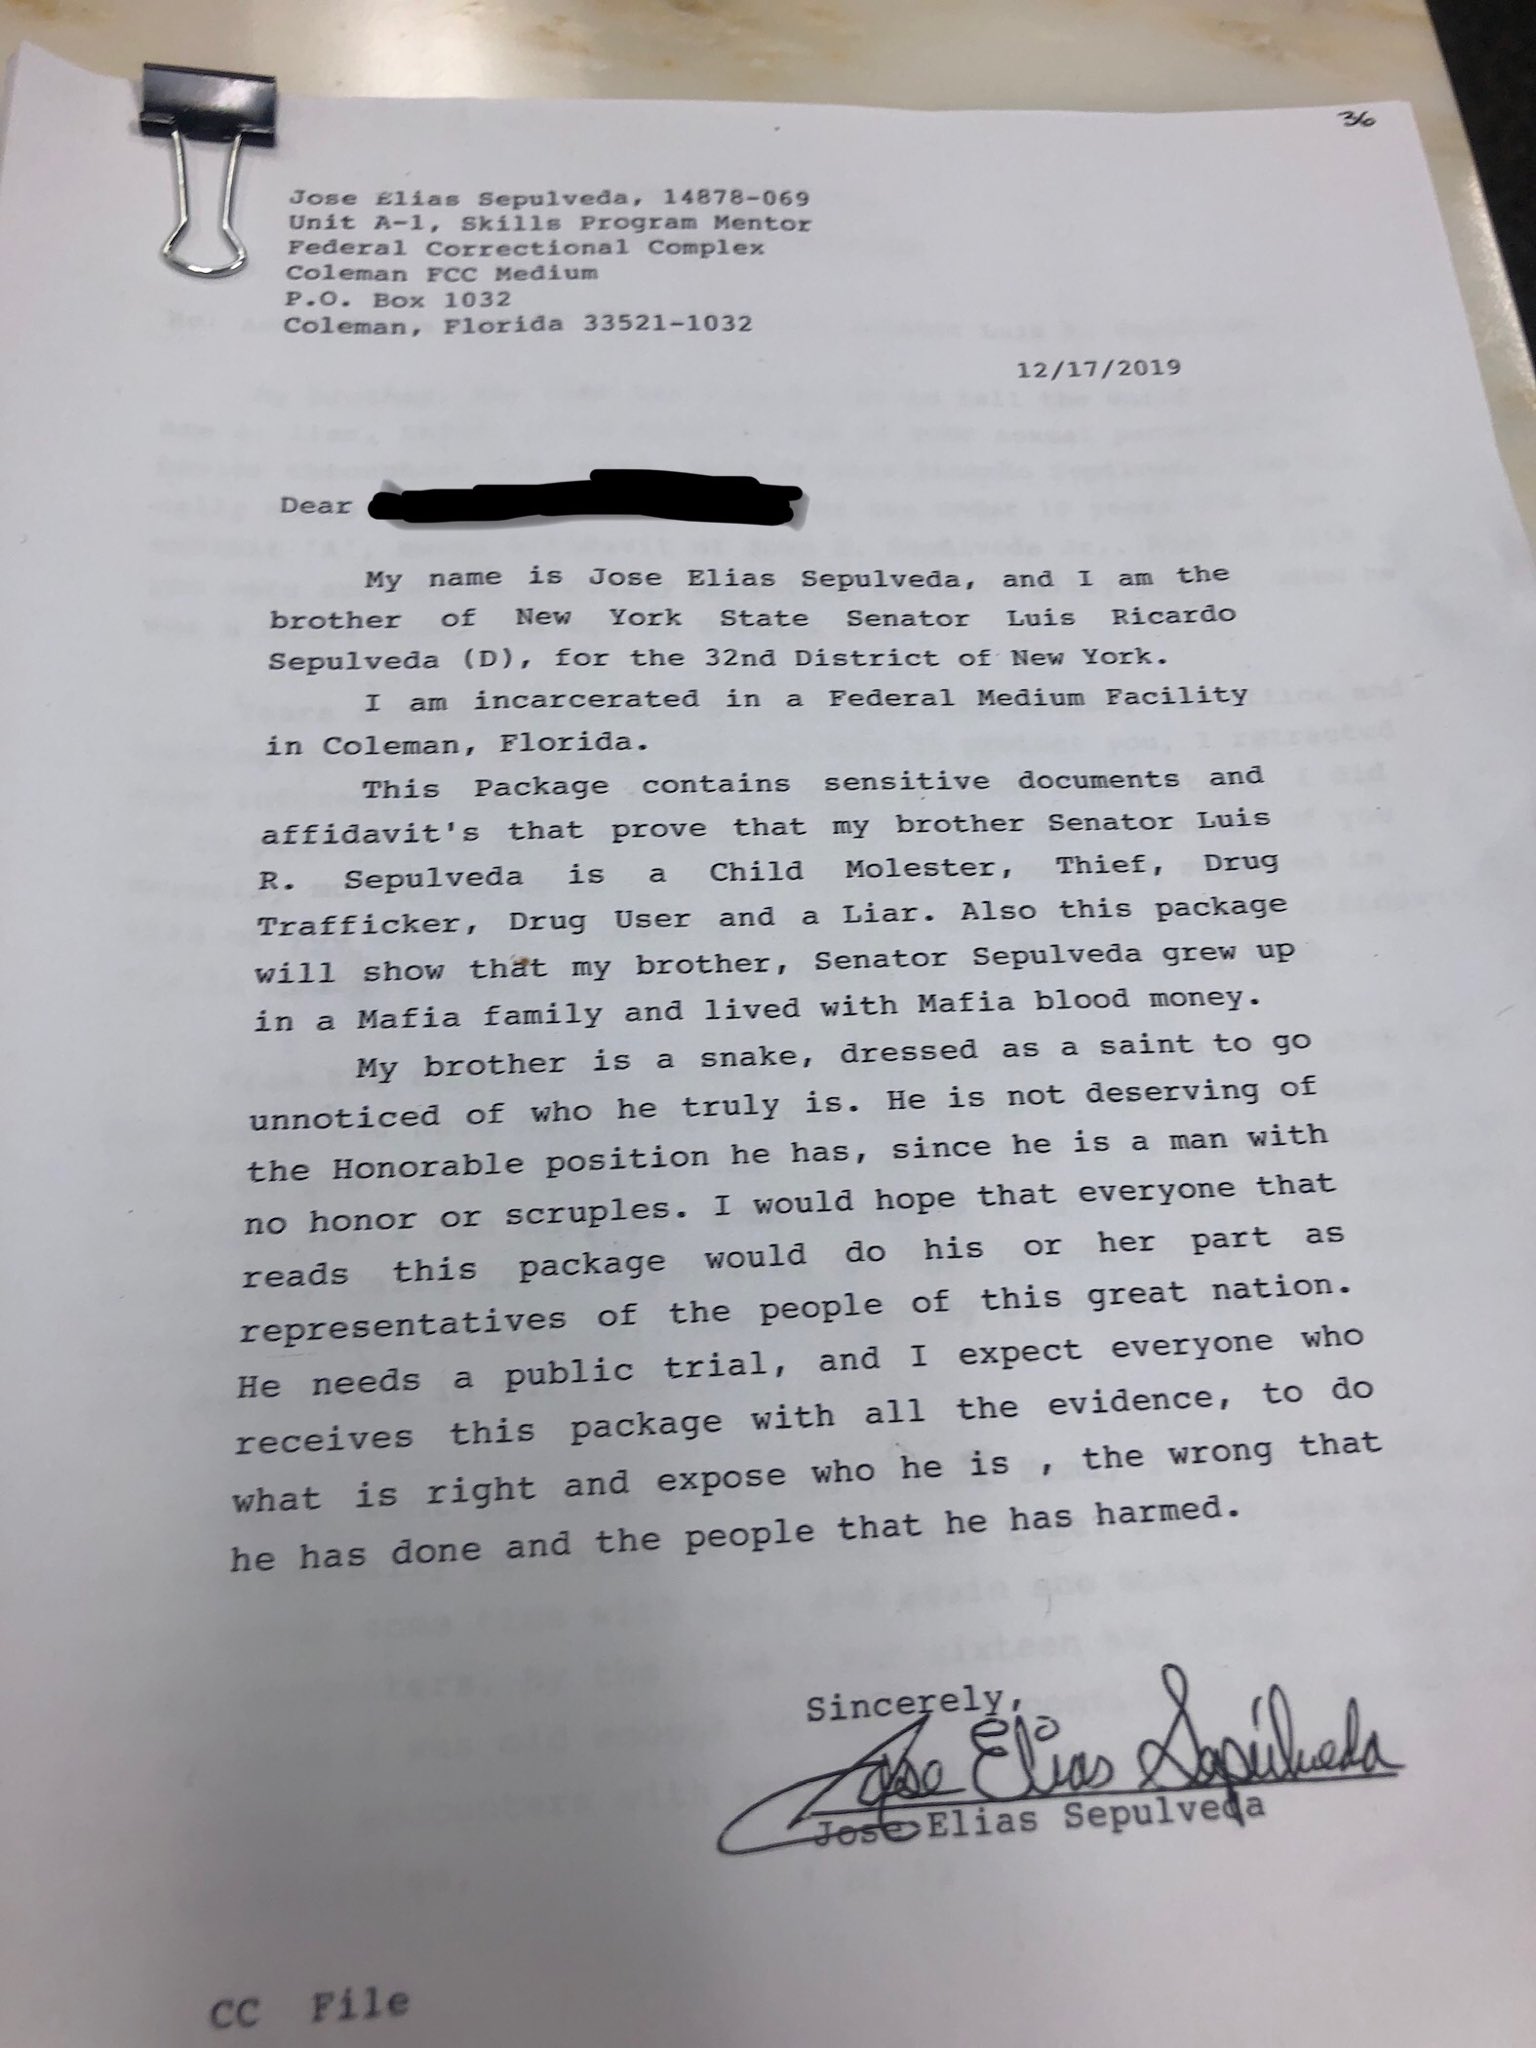 36
Jose Elias Sepulveda, 14878-069
Unit A-1, Skills Program Mentor
Federal Correctional Complex
Coleman FCC Medium
P.O. Box 1032
Coleman, Florida 33521-1032
12/17/2019
Dear
My name is Jose Elias Sepulveda, and I am the
brother of New York State Senator Luis Ricardo
Sepulveda (D), for the 32nd District of New York.
I am incarcerated in a Federal Medium Facility
in Coleman, Florida.
This Package contains sensitive documents and
affidavit's that prove that my brother Senator Luis
R. Sepulveda is a Child Molester, Thief, Drug
Trafficker, Drug User and a Liar. Also this package
will show that my brother, Senator Sepulveda grew up
in a Mafia family and lived with Mafia blood money.
My brother is a snake, dressed as a saint to go
unnoticed of who he truly is. He is not deserving of
the Honorable position he has, since he is a man with
no honor or scruples. I would hope that everyone that
reads this package would do his or her part as
representatives of the people of this great nation.
He needs a public trial, and I expect everyone who
receives this package with all the evidence, to do
what is right and expose who he is , the wrong that
he has done and the people that he has harmed.
Sincerely,
Jose Elias Sepúlveda
Jose Elias Sepulveda
CC File